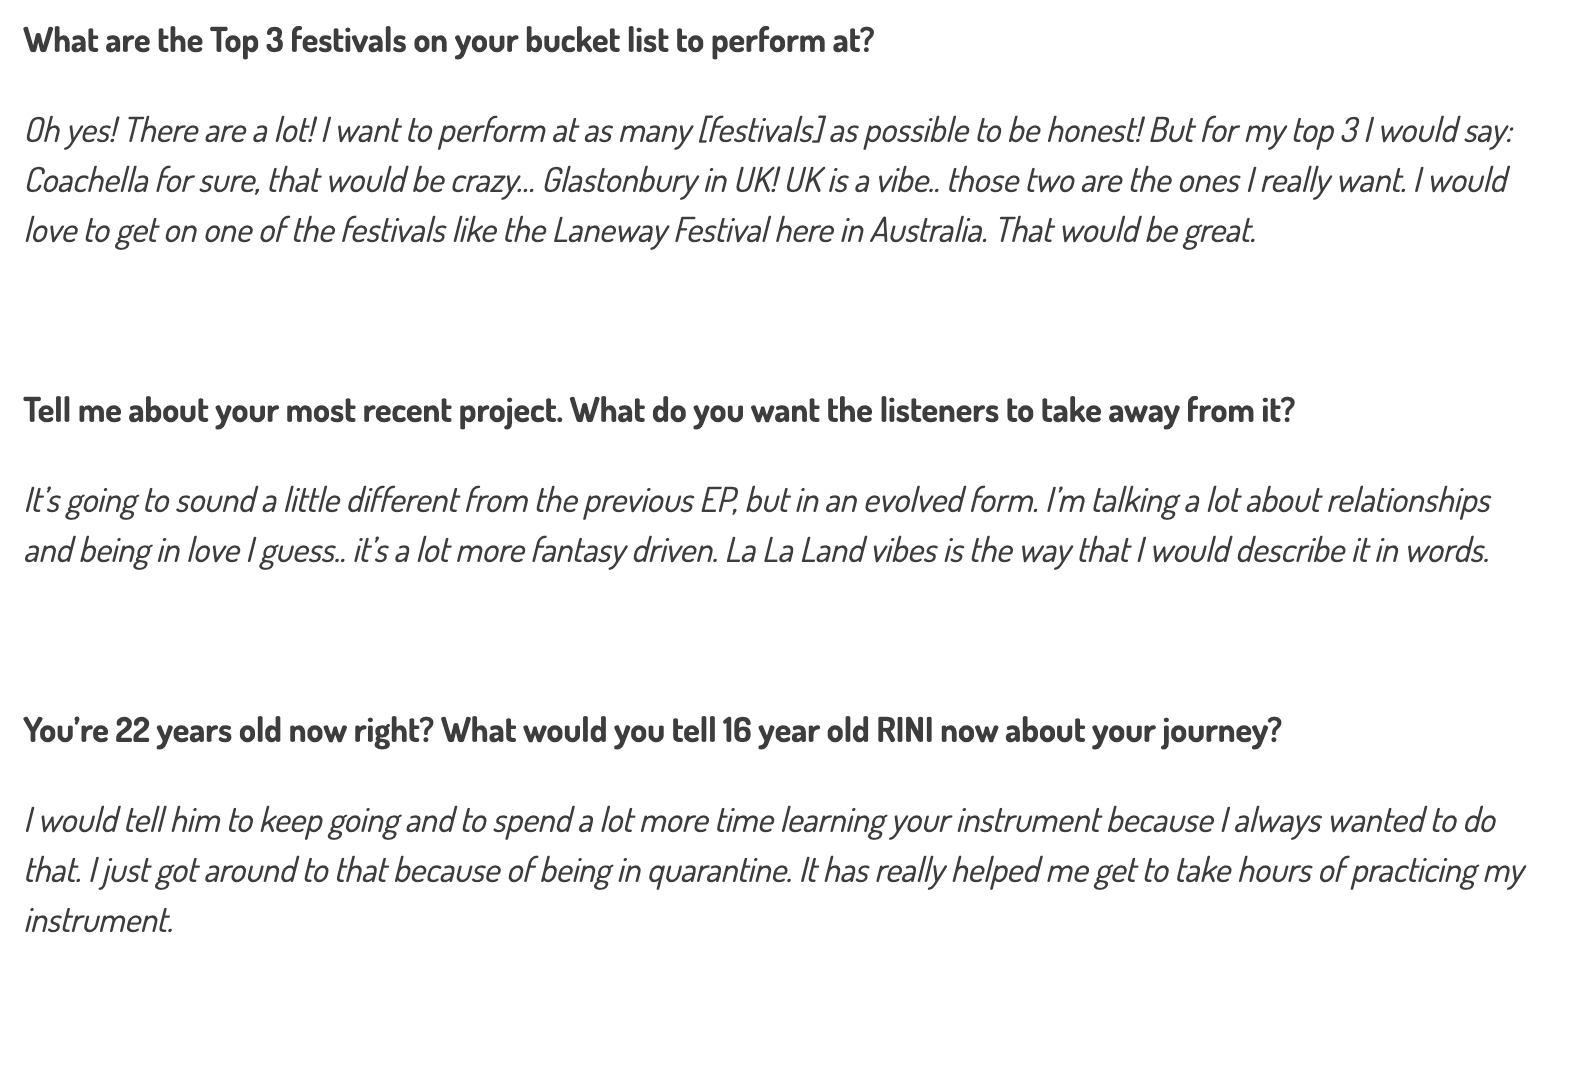 What are the Top 3 festivals on your bucket list to perform at?
Oh yes! There are a lot! I want to perform at as many [festivals] as possible to be honest! But for my top 3 I would say:
Coachella for sure, that would be crazy... Glastonbury in UK! UK is a vibe.. those two are the ones I really want. I would
love to get on one of the festivals like the Laneway Festival here in Australia. That would be great.
Tell me about your most recent project. What do you want the listeners to take away from it?
It’s going to sound a little different from the previous EP, but in an evolved form. I’m talking a lot about relationships
and being in love I guess.. it’s a lot more fantasy driven. La La Land vibes is the way that I would describe it in words.
You’re 22 years old now right? What would you tell 16 year old RINI now about your journey?
I would tell him to keep going and to spend a lot more time learning your instrument because I always wanted to do
that. I just got around to that because of being in quarantine. It has really helped me get to take hours of practicing my
instrument.